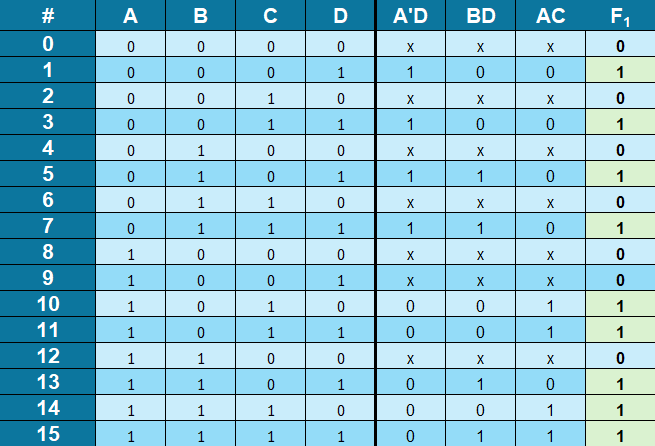 # A B C D A'D BD AC F₁
0 0 0 0 0 x x x 0
1 0 0 0 1 1 0 0 1
2 0 0 1 0 x x x 0
3 0 0 1 1 1 0 0 1
4 0 1 0 0 x x x 0
5 0 1 0 1 1 1 0 1
6 0 1 1 0 x x x 0
7 0 1 1 1 1 1 0 1
8 1 0 0 0 x x x 0
9 1 0 0 1 x x x 0
10 1 0 1 0 0 0 1 1
11 1 0 1 1 0 0 1 1
12 1 1 0 0 x x x 0
13 1 1 0 1 0 1 0 1
14 1 1 1 0 0 0 1 1
15 1 1 1 1 0 1 1 1